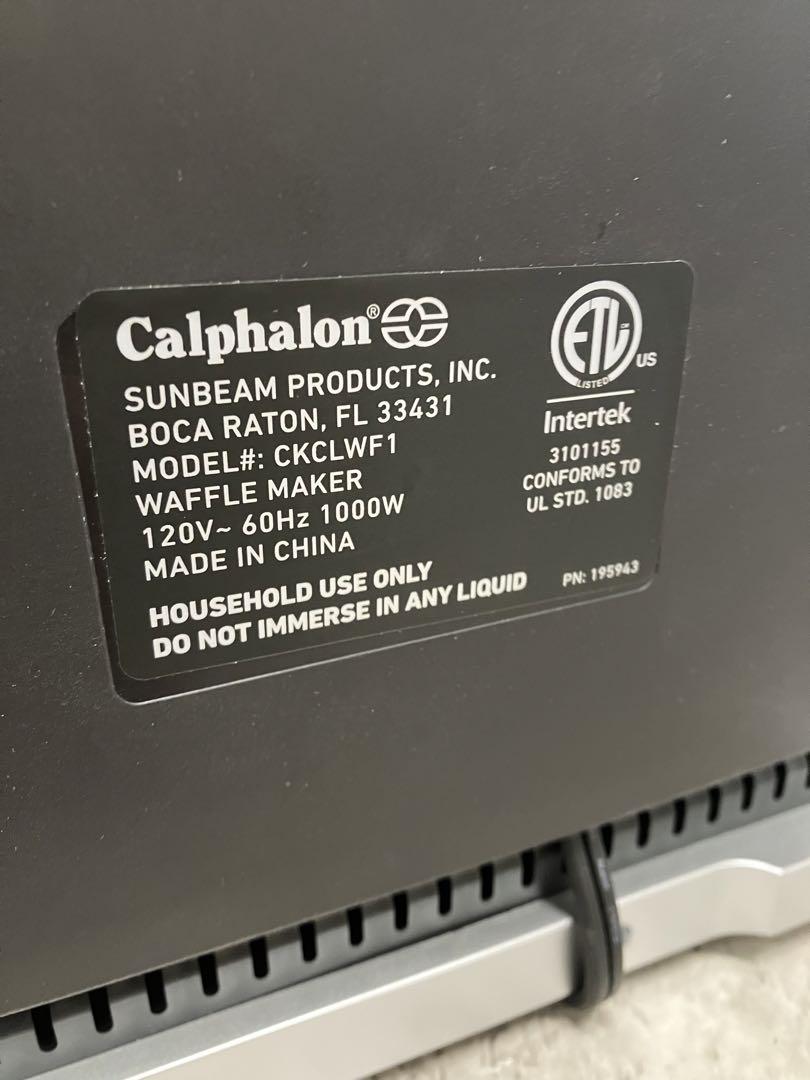 Calphalon®
SUNBEAM PRODUCTS, INC.
BOCA RATON, FL 33431
MODEL#: CKCLWF1
WAFFLE MAKER
120V~ 60Hz 1000W
MADE IN CHINA
HOUSEHOLD USE ONLY
DO NOT IMMERSE IN ANY LIQUID
ETL
CM
LISTED
US
Intertek
3101155
CONFORMS TO
UL STD. 1083
PN: 195943